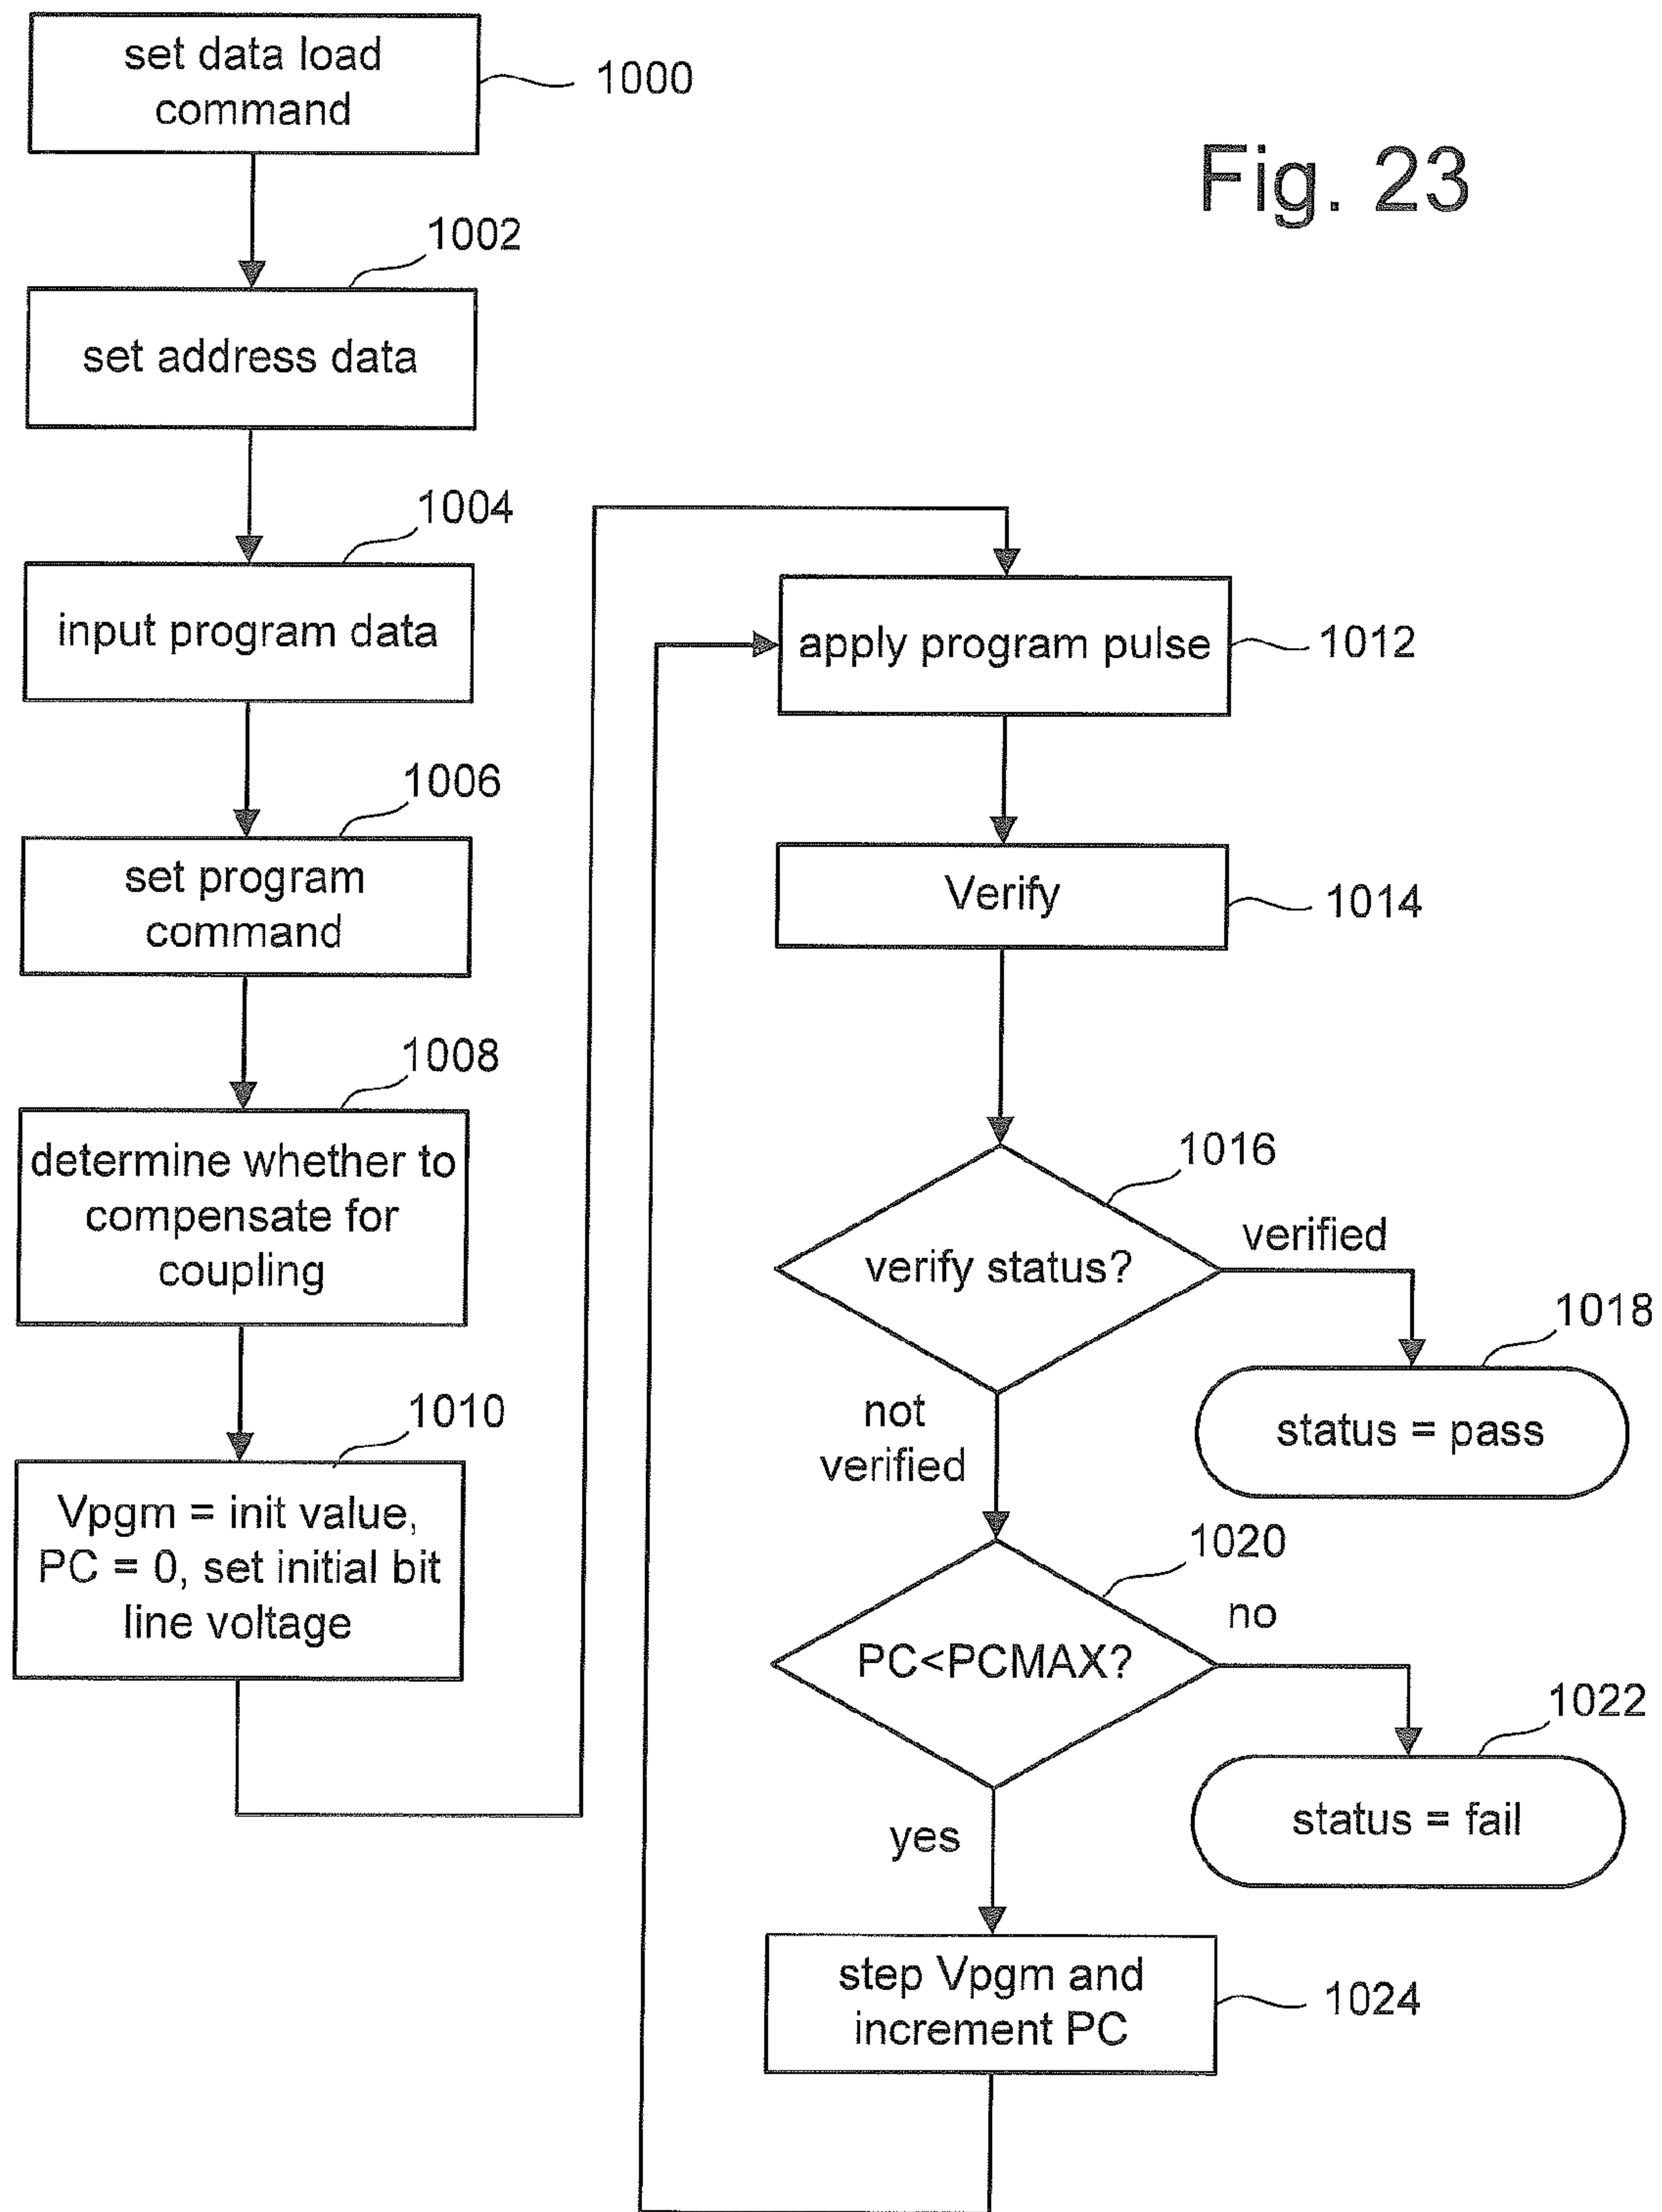 set data load
command
1000
Fig. 23
1002
set address data
1004
input program data
1006
set program
command
1008
determine whether to
compensate for
coupling
1010
Vpgm = init value,
PC = 0, set initial bit
line voltage
apply program pulse
1012
Verify
1014
1016
verify status?
verified
1018
status = pass
not
verified
1020
PC<PCMAX?
no
1022
status = fail
yes
step Vpgm and
increment PC
1024